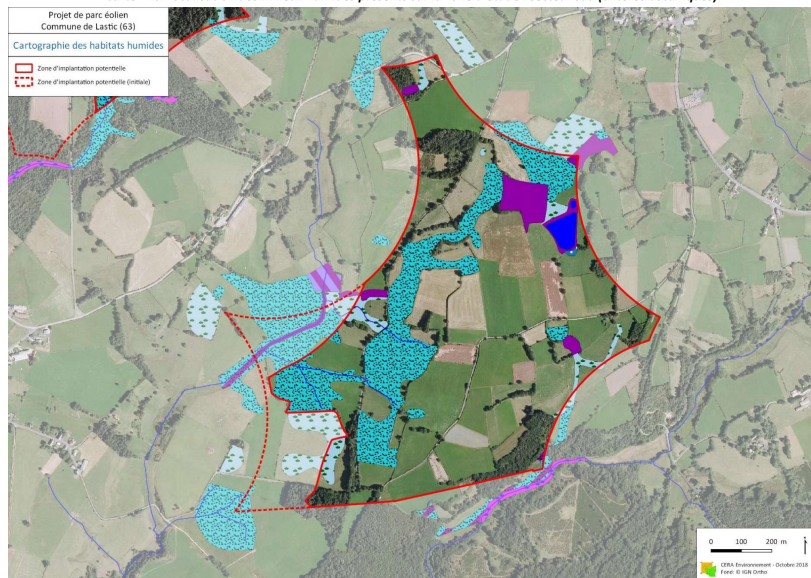 Projet de parc éolien
Commune de Lastic (63)
Cartographie des habitats humides
Zone d'implantation potentielle
Zone d'implantation potentielle (initiale)
0 100 200 m
CERA Environnement - Octobre 2018
Fond: © IGN Ortho